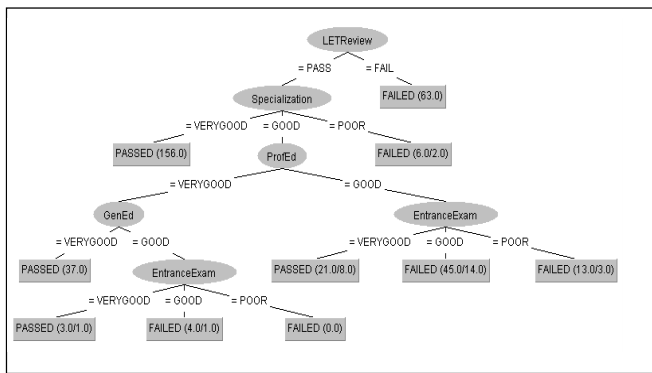 LETReview
= PASS = FAIL
Specialization FAILED (63.0)
= VERYGOOD = GOOD = POOR
PASSED (156.0) ProfEd FAILED (6.0/2.0)
= VERYGOOD = GOOD
GenEd EntranceExam
= VERYGOOD = GOOD = VERYGOOD = GOOD = POOR
PASSED (37.0) EntranceExam PASSED (21.0/8.0) FAILED (45.0/14.0) FAILED (13.0/3.0)
= VERYGOOD = GOOD = POOR
PASSED (3.0/1.0) FAILED (4.0/1.0) FAILED (0.0)